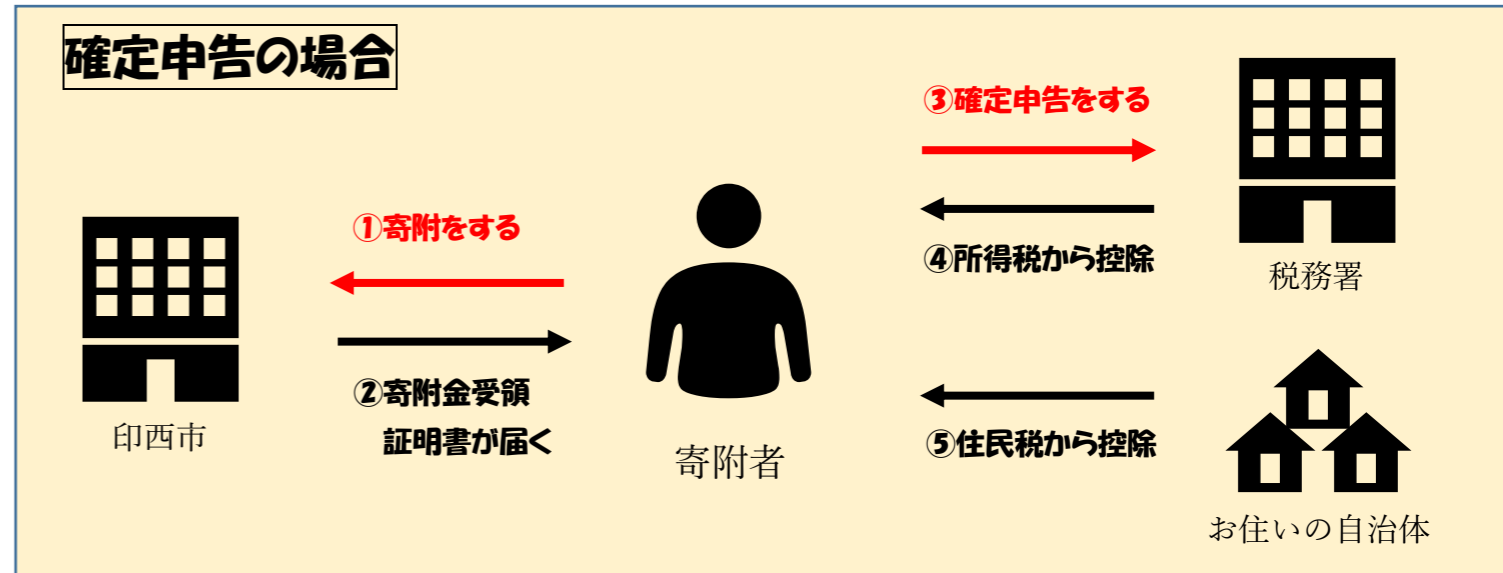 確定申告の場合
①寄附をする
②寄附金受領
証明書が届く
印西市
寄附者
③確定申告をする
④所得税から控除
税務署
⑤住民税から控除
お住いの自治体